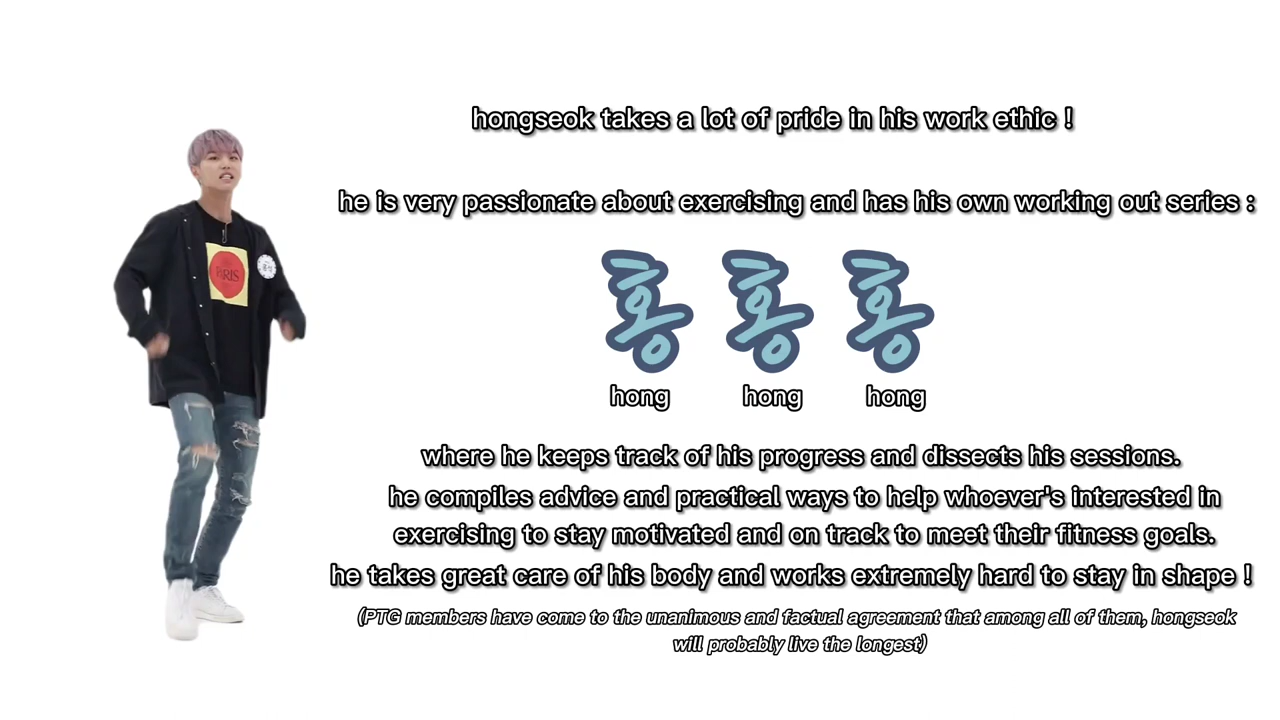 hongseok takes a lot of pride in his work ethic !
he is very passionate about exercising and has his own working out series :
홍 홍 홍
hong hong hong
where he keeps track of his progress and dissects his sessions.
he compiles advice and practical ways to help whoever's interested in
exercising to stay motivated and on track to meet their fitness goals.
he takes great care of his body and works extremely hard to stay in shape !
(PTG members have come to the unanimous and factual agreement that among all of them, hongseok
will probably live the longest)
PARIS